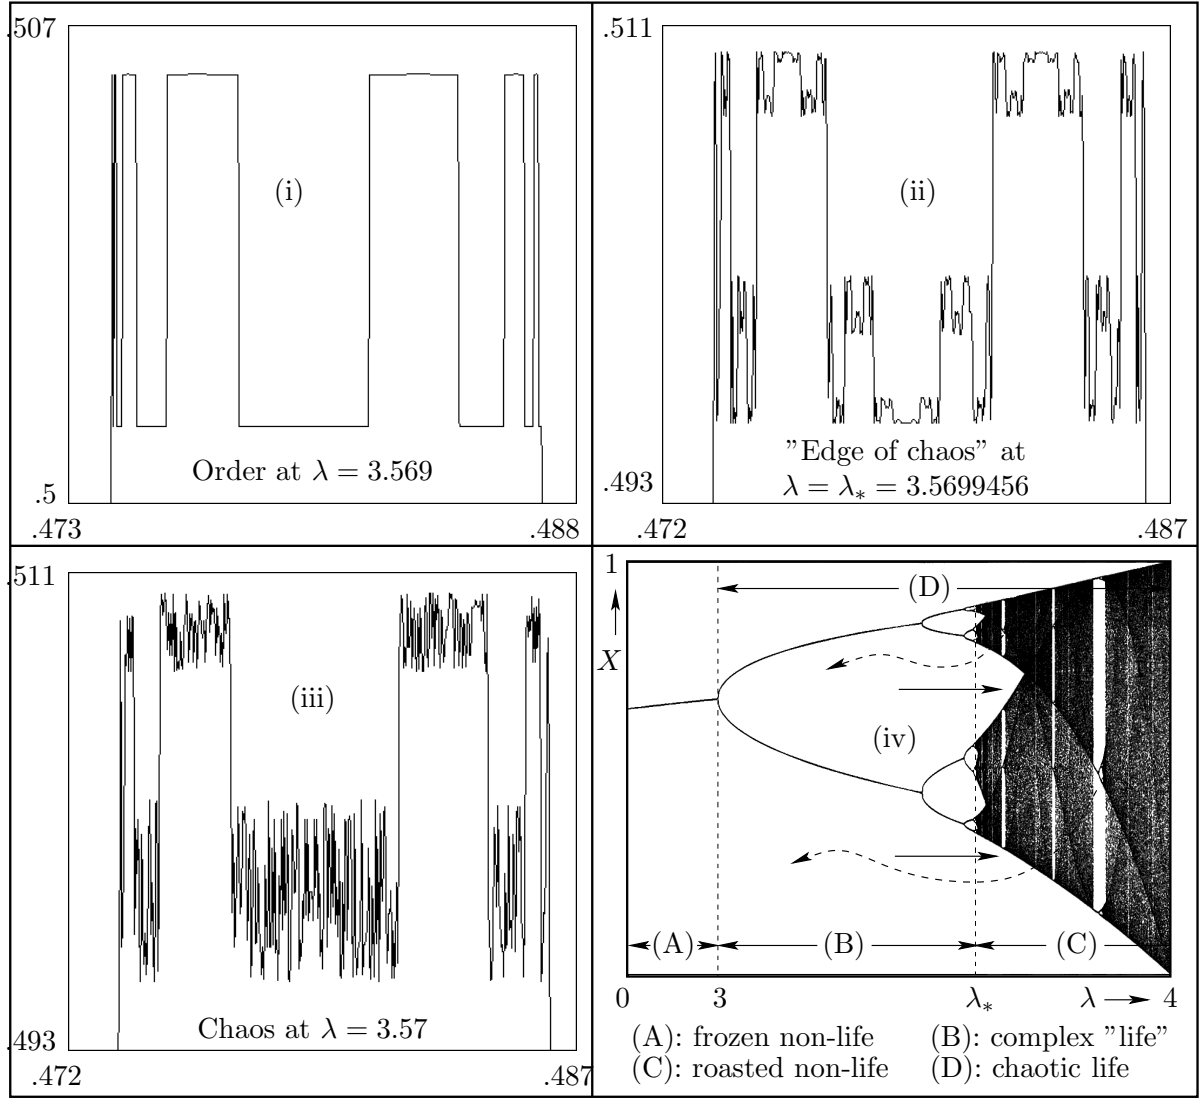 .507
(i)
Order at λ = 3.569
.5
.473 .488
.511
(ii)
"Edge of chaos" at
.493
λ = λ* = 3.5699456
.472 .487
.511
(iii)
Chaos at λ = 3.57
.493
.472 .487
1
(D)
X
(iv)
(A) (B) (C)
0 3 λ* λ 4
(A): frozen non-life (B): complex "life"
(C): roasted non-life (D): chaotic life